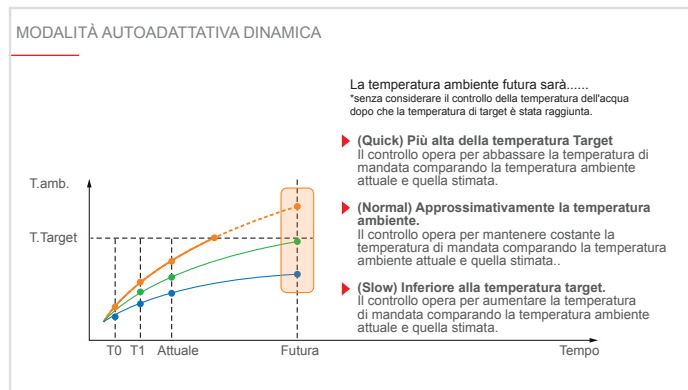 MODALITÀ AUTOADATTATIVA DINAMICA
La temperatura ambiente futura sarà......
*senza considerare il controllo della temperatura dell'acqua
dopo che la temperatura di target è stata raggiunta.
(Quick) Più alta della temperatura Target
Il controllo opera per abbassare la temperatura di
mandata comparando la temperatura ambiente
attuale e quella stimata.
(Normal) Approssimativamente la temperatura
ambiente.
Il controllo opera per mantenere costante la
temperatura di mandata comparando la temperatura
ambiente attuale e quella stimata..
(Slow) Inferiore alla temperatura target.
Il controllo opera per aumentare la temperatura
di mandata comparando la temperatura ambiente
attuale e quella stimata.
T.amb.
T.Target
T0 T1 Attuale Futura Tempo